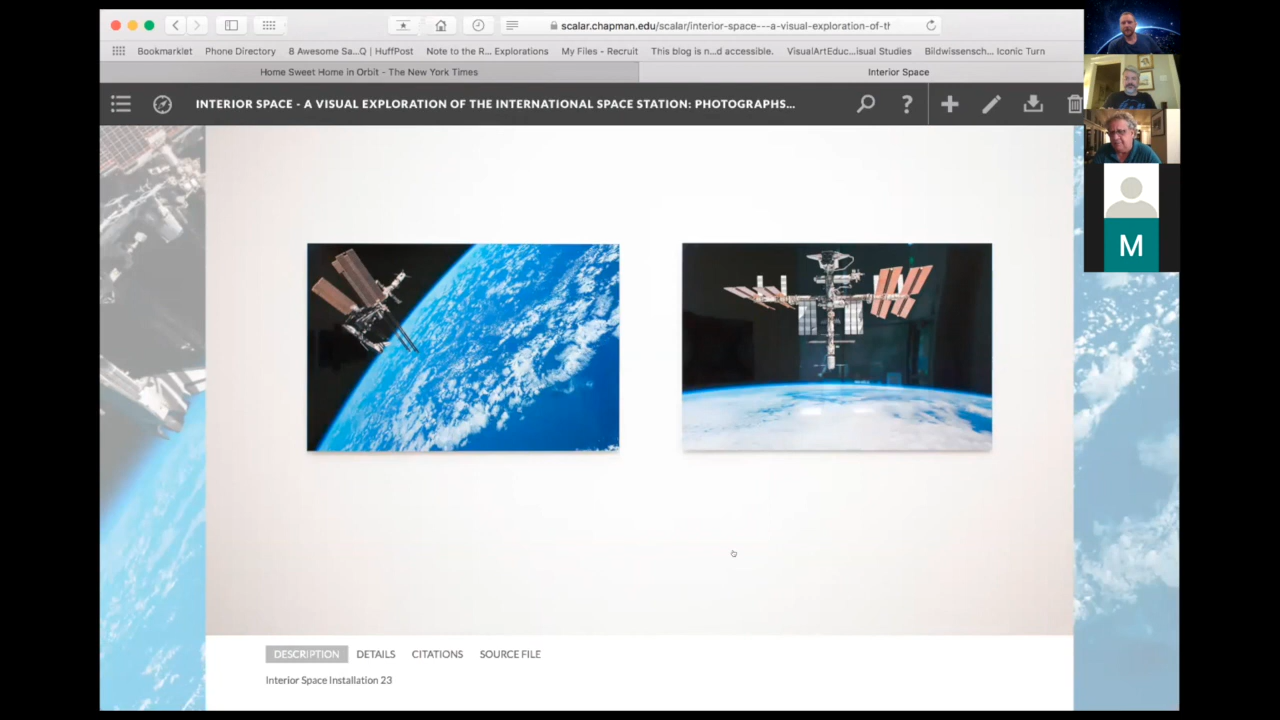 scalar.chapman.edu/scalar/interior-space---a-visual-exploration-of-th
Bookmarklet Phone Directory 8 Awesome Sa...Q | HuffPost Note to the R... Explorations My Files - Recruit This blog is n...d accessible. VisualArtEduc...isual Studies Bildwissensch... Iconic Turn
Home Sweet Home in Orbit - The New York Times Interior Space
INTERIOR SPACE - A VISUAL EXPLORATION OF THE INTERNATIONAL SPACE STATION: PHOTOGRAPHS... ?
M
DESCRIPTION DETAILS CITATIONS SOURCE FILE
Interior Space Installation 23